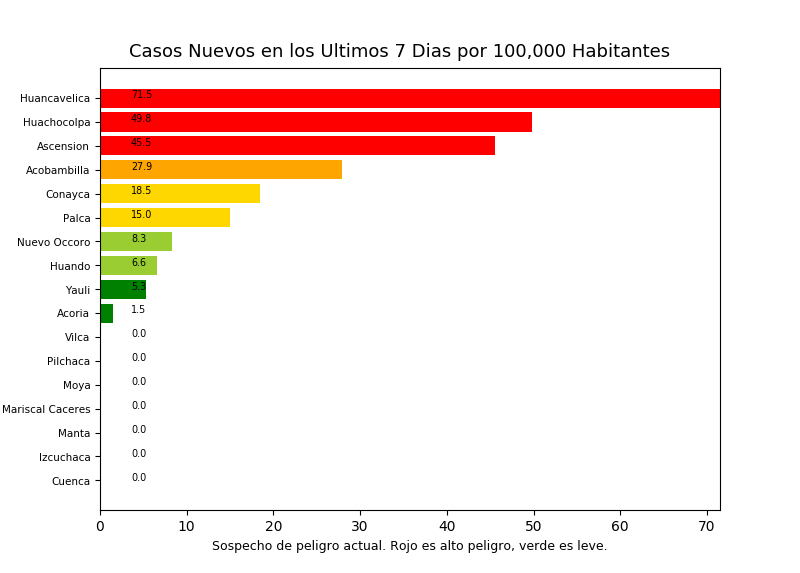 Casos Nuevos en los Ultimos 7 Dias por 100,000 Habitantes
Huancavelica 71.5
Huachocolpa 49.8
Ascension 45.5
Acobambilla 27.9
Conayca 18.5
Palca 15.0
Nuevo Occoro 8.3
Huando 6.6
Yauli 5.3
Acoria 1.5
Vilca 0.0
Pilchaca 0.0
Moya 0.0
Mariscal Caceres 0.0
Manta 0.0
Izcuchaca 0.0
Cuenca 0.0
0 10 20 30 40 50 60 70
Sospecho de peligro actual. Rojo es alto peligro, verde es leve.